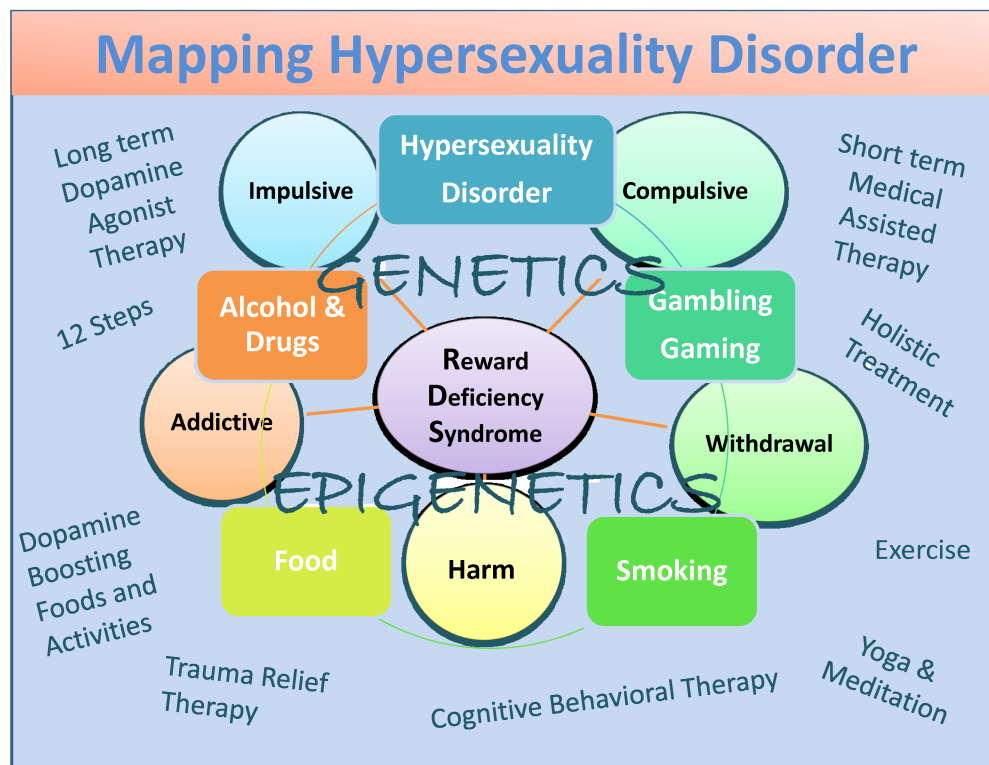 Mapping Hypersexuality Disorder
Long term
Dopamine
Agonist
Therapy
Impulsive
Hypersexuality
Disorder
Compulsive
Short term
Medical
Assisted
Therapy
GENETICS
12 Steps
Alcohol &
Drugs
Gambling
Gaming
Holistic
Treatment
Reward
Deficiency
Syndrome
Addictive
Withdrawal
EPIGENETICS
Dopamine
Boosting
Foods and
Activities
Food
Harm
Smoking
Exercise
Trauma Relief
Therapy
Cognitive Behavioral Therapy
Yoga &
Meditation